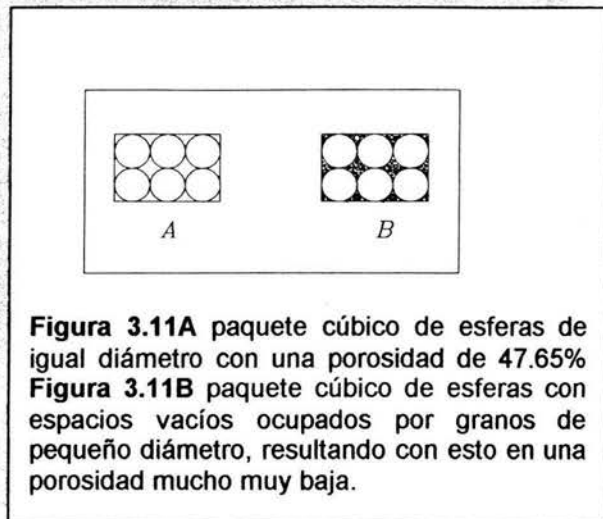 A B
Figura 3.11A paquete cúbico de esferas de
igual diámetro con una porosidad de 47.65%
Figura 3.11B paquete cúbico de esferas con
espacios vacíos ocupados por granos de
pequeño diámetro, resultando con esto en una
porosidad mucho muy baja.